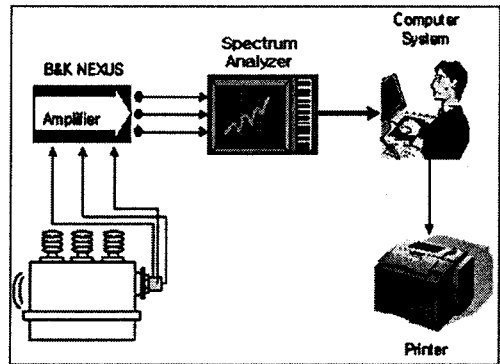 Computer
System
Spectrum
Analyzer
B&K NEXUS
Amplifier
Printer